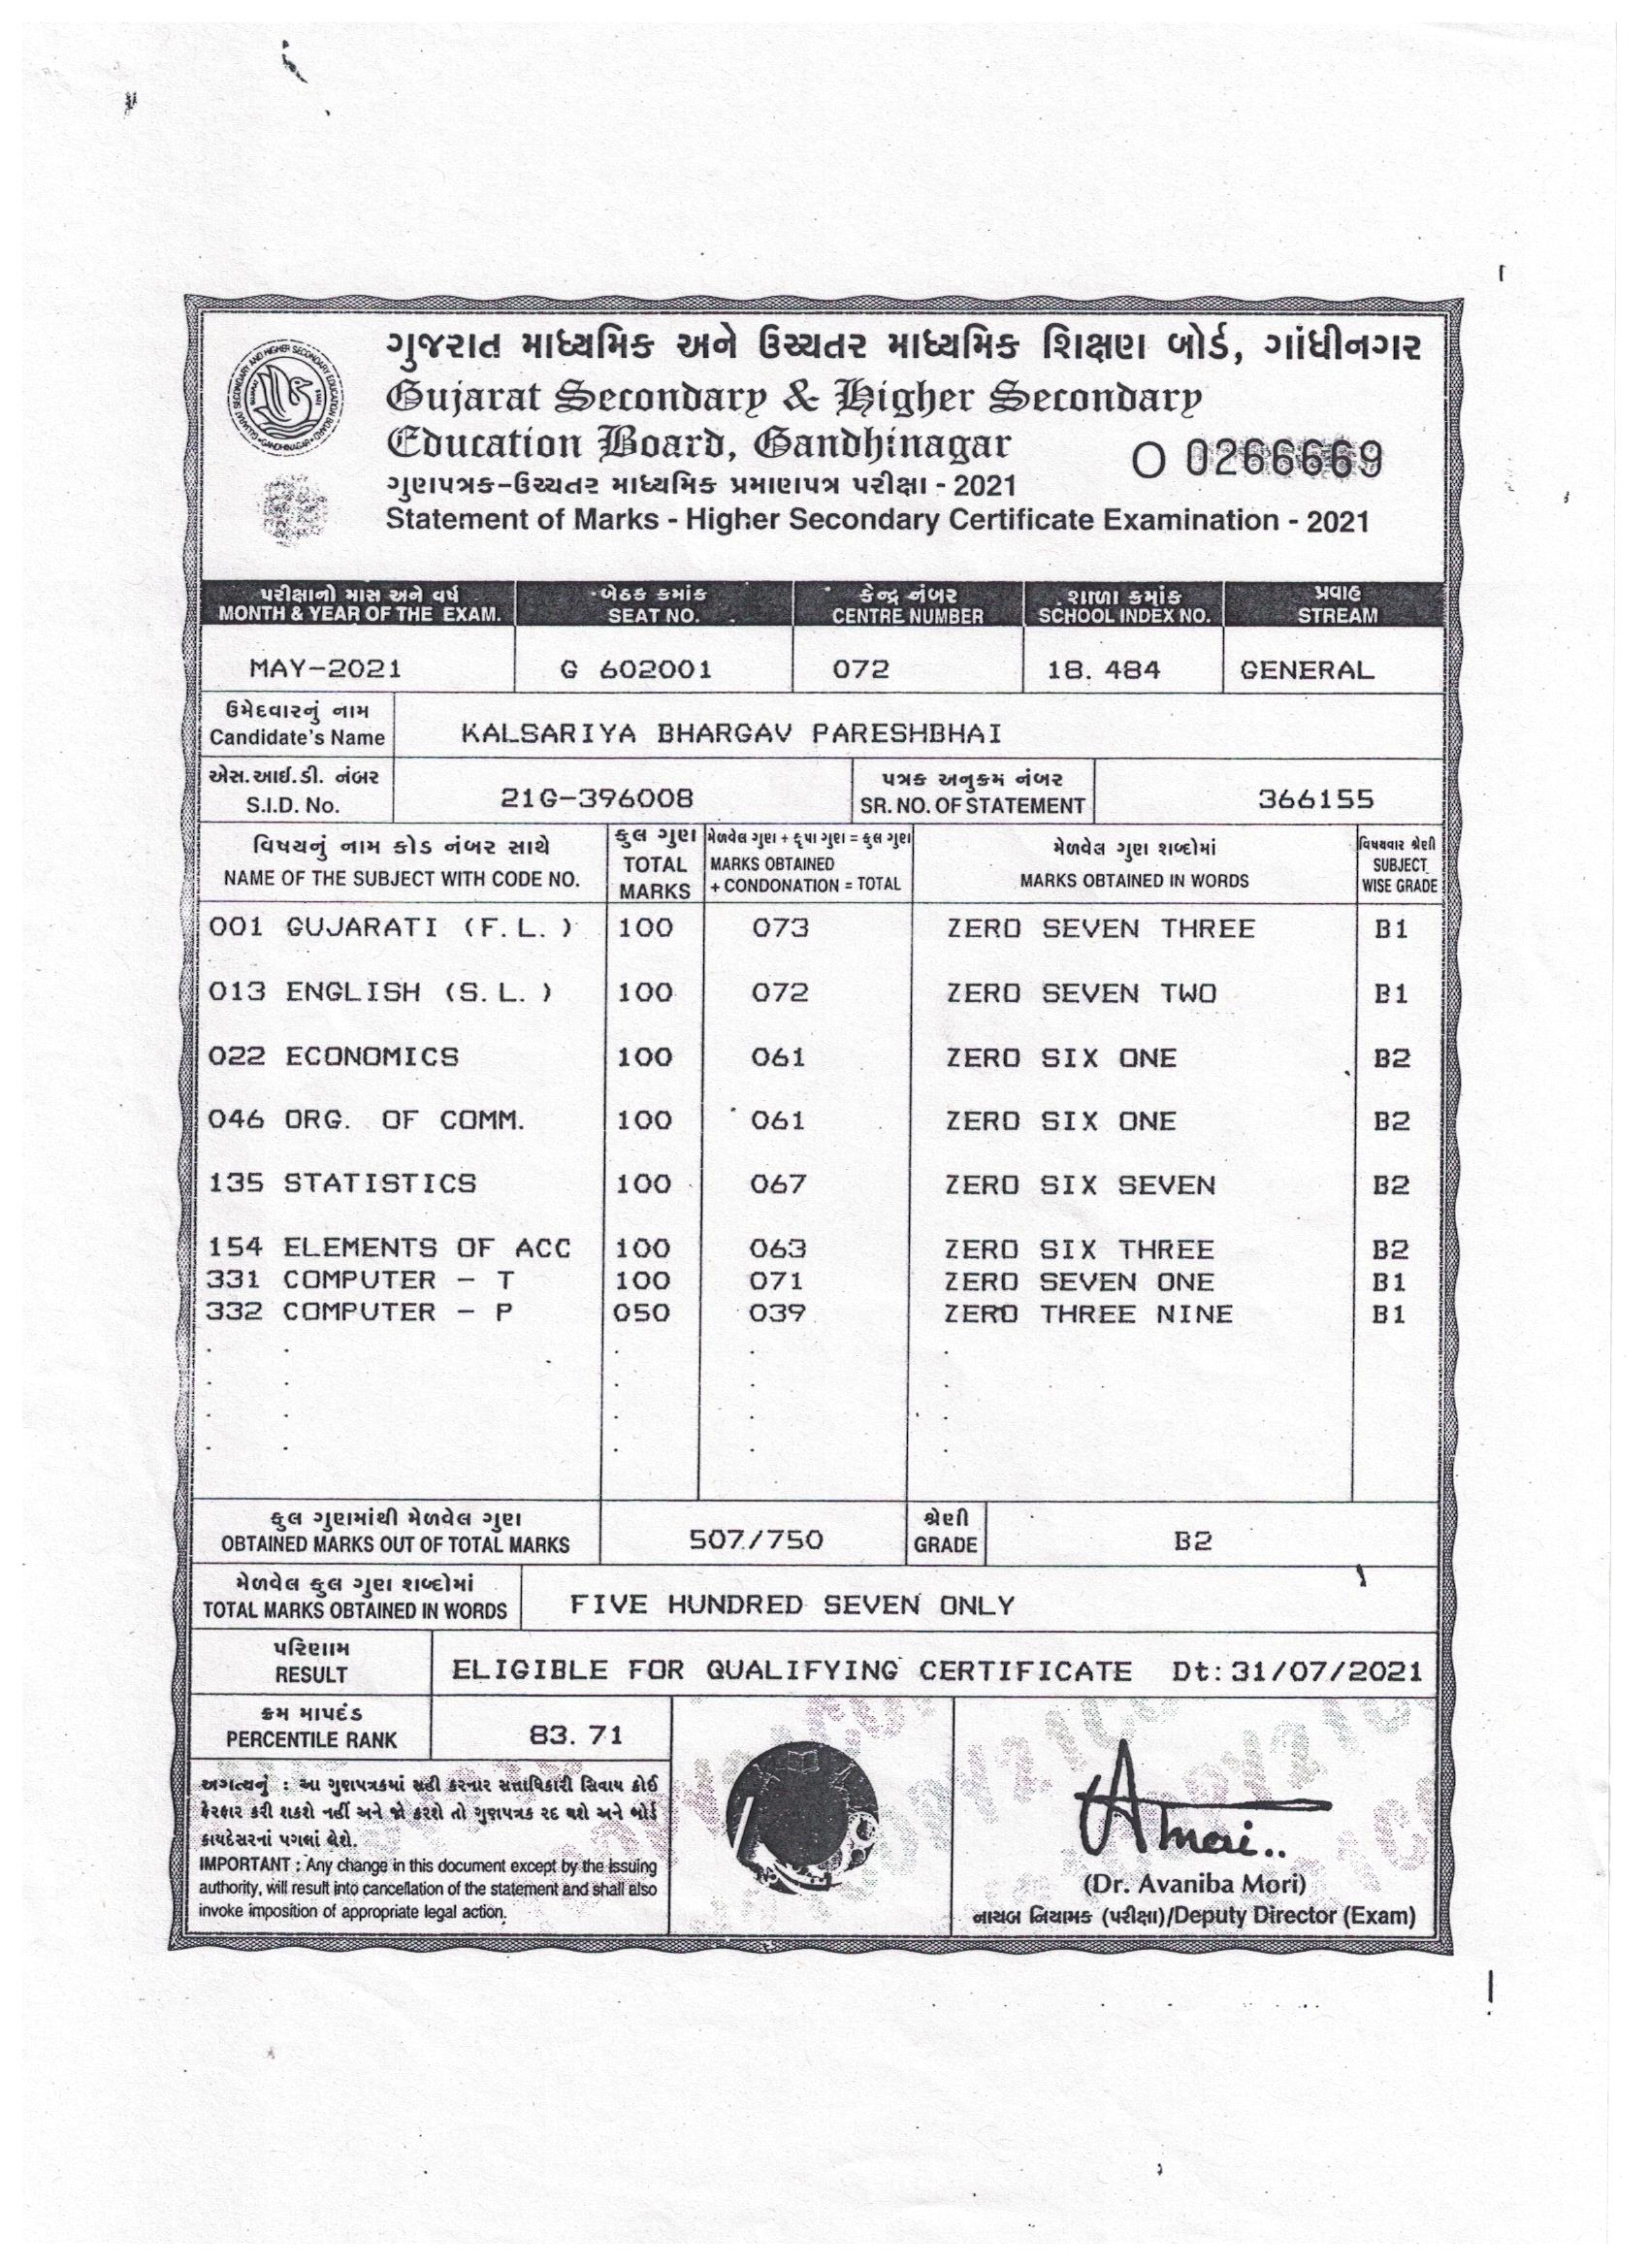 ગુજરાત માધ્યમિક અને ઉચ્ચતર માધ્યમિક શિક્ષણ બોર્ડ, ગાંધીનગર
Gujarat Secondary & Higher Secondary
Education Board, Gandhinagar
O 0266669
ગુણપત્રક-ઉચ્ચતર માધ્યમિક પ્રમાણપત્ર પરીક્ષા - 2021
Statement of Marks - Higher Secondary Certificate Examination - 2021
પરીક્ષાનો માસ અને વર્ષ બેઠક ક્રમાંક કેન્દ્ર નંબર શાળા ક્રમાંક પ્રવાહ
MONTH & YEAR OF THE EXAM. SEAT NO. CENTRE NUMBER SCHOOL INDEX NO. STREAM
MAY-2021 G 602001 072 18. 484 GENERAL
ઉમેદવારનું નામ
Candidate's Name KALSARIYA BHARGAV PARESHBHAI
એસ.આઈ.ડી. નંબર પત્રક અનુક્રમ નંબર
S.I.D. No. 21G-396008 SR. NO. OF STATEMENT 366155
વિષયનું નામ કોડ નંબર સાથે કુલ ગુણ મેળવેલ ગુણ + કૃપા ગુણ = કુલ ગુણ મેળવેલ ગુણ શબ્દોમાં વિષયવાર શ્રેણી
NAME OF THE SUBJECT WITH CODE NO. TOTAL MARKS MARKS OBTAINED + CONDONATION = TOTAL MARKS OBTAINED IN WORDS SUBJECT WISE GRADE
001 GUJARATI (F. L. ) 100 073 ZERO SEVEN THREE B1
013 ENGLISH (S. L. ) 100 072 ZERO SEVEN TWO B1
022 ECONOMICS 100 061 ZERO SIX ONE B2
046 ORG. OF COMM. 100 061 ZERO SIX ONE B2
135 STATISTICS 100 067 ZERO SIX SEVEN B2
154 ELEMENTS OF ACC 100 063 ZERO SIX THREE B2
331 COMPUTER - T 100 071 ZERO SEVEN ONE B1
332 COMPUTER - P 050 039 ZERO THREE NINE B1
કુલ ગુણમાંથી મેળવેલ ગુણ શ્રેણી
OBTAINED MARKS OUT OF TOTAL MARKS 507/750 GRADE B2
મેળવેલ કુલ ગુણ શબ્દોમાં
TOTAL MARKS OBTAINED IN WORDS FIVE HUNDRED SEVEN ONLY
પરિણામ
RESULT ELIGIBLE FOR QUALIFYING CERTIFICATE Dt: 31/07/2021
ક્રમ માપદંડ
PERCENTILE RANK 83. 71
અગત્યનું : આ ગુણપત્રકમાં સહી કરનાર સત્તાધિકારી સિવાય કોઈ
ફેરફાર કરી શકશે નહીં અને જો કરશે તો ગુણપત્રક રદ થશે અને બોર્ડ
કાયદેસરનાં પગલાં લેશે.
IMPORTANT : Any change in this document except by the issuing
authority, will result into cancellation of the statement and shall also
invoke imposition of appropriate legal action.
(Dr. Avaniba Mori)
નાયબ નિયામક (પરીક્ષા)/Deputy Director (Exam)